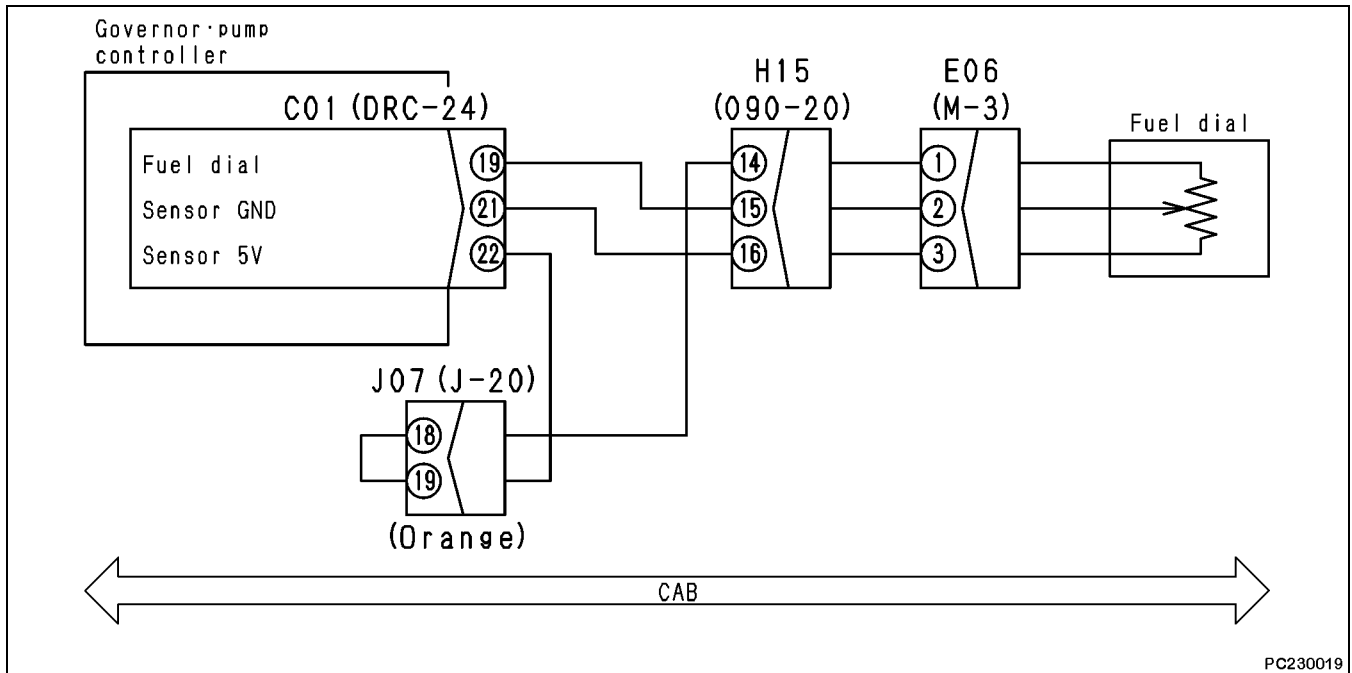 Governor·pump
controller
C01 (DRC-24)
Fuel dial
Sensor GND
Sensor 5V
19
21
22
H15
(090-20)
14
15
16
E06
(M-3)
1
2
3
Fuel dial
J07 (J-20)
18
19
(Orange)
CAB
PC230019